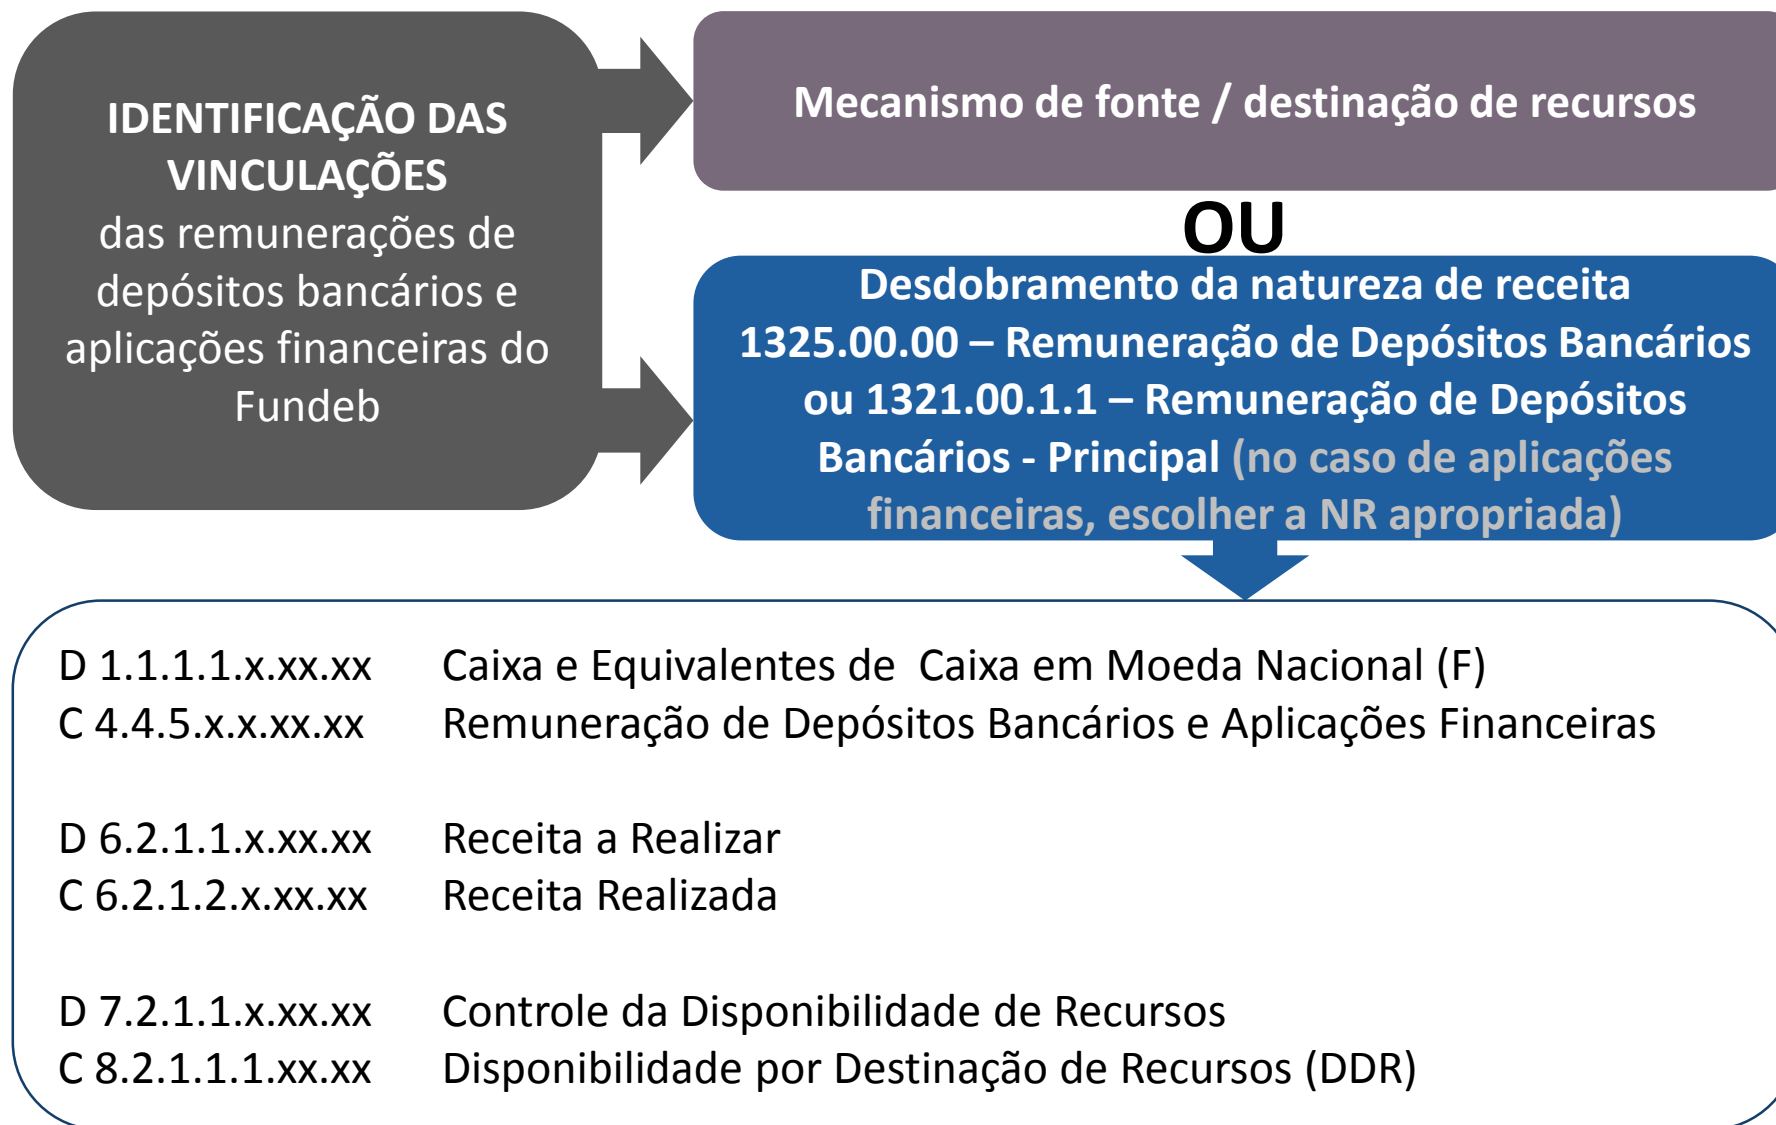 IDENTIFICAÇÃO DAS
VINCULAÇÕES
das remunerações de
depósitos bancários e
aplicações financeiras do
Fundeb
Mecanismo de fonte / destinação de recursos
OU
Desdobramento da natureza de receita
1325.00.00 – Remuneração de Depósitos Bancários
ou 1321.00.1.1 – Remuneração de Depósitos
Bancários - Principal (no caso de aplicações
financeiras, escolher a NR apropriada)
D 1.1.1.1.x.xx.xx Caixa e Equivalentes de Caixa em Moeda Nacional (F)
C 4.4.5.x.x.xx.xx Remuneração de Depósitos Bancários e Aplicações Financeiras
D 6.2.1.1.x.xx.xx Receita a Realizar
C 6.2.1.2.x.xx.xx Receita Realizada
D 7.2.1.1.x.xx.xx Controle da Disponibilidade de Recursos
C 8.2.1.1.1.xx.xx Disponibilidade por Destinação de Recursos (DDR)